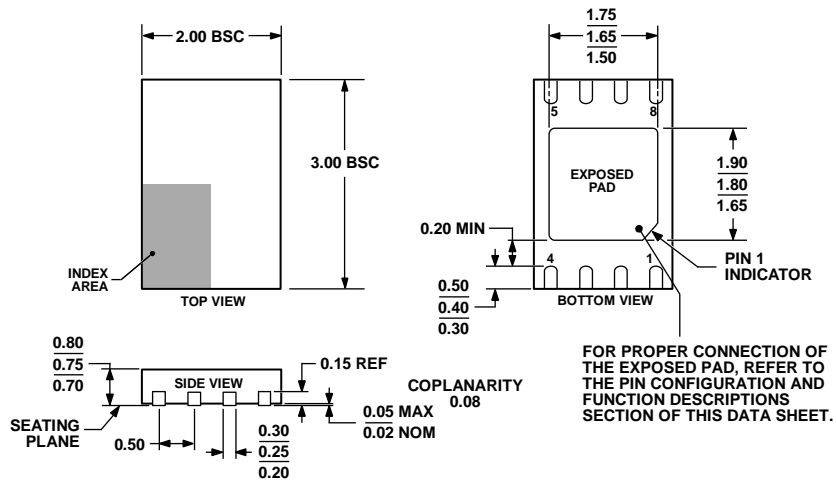 2.00 BSC
3.00 BSC
INDEX
AREA
TOP VIEW
1.75
1.65
1.50
5
8
EXPOSED
PAD
1.90
1.80
1.65
0.20 MIN
4
1
PIN 1
INDICATOR
0.50
0.40
0.30
BOTTOM VIEW
FOR PROPER CONNECTION OF
THE EXPOSED PAD, REFER TO
THE PIN CONFIGURATION AND
FUNCTION DESCRIPTIONS
SECTION OF THIS DATA SHEET.
0.80
0.75
0.70
SIDE VIEW
0.15 REF
COPLANARITY
0.08
SEATING
PLANE
0.50
0.30
0.25
0.20
0.05 MAX
0.02 NOM